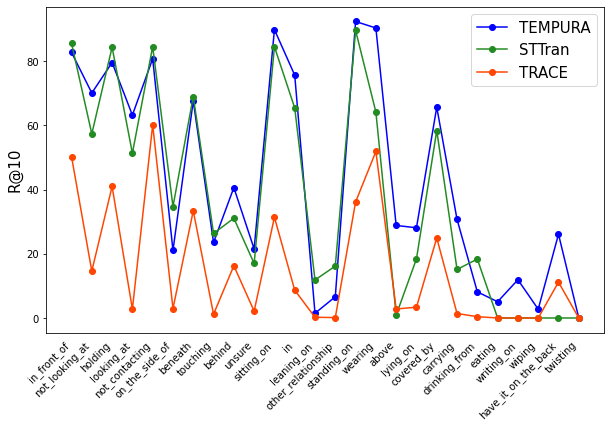 TEMPURA
STTran
TRACE
R@10
80
60
40
20
0
in_front_of
not_looking_at
holding
looking_at
not_contacting
on_the_side_of
beneath
touching
behind
unsure
sitting_on
in
leaning_on
other_relationship
standing_on
wearing
above
lying_on
covered_by
carrying
drinking_from
eating
writing_on
wiping
have_it_on_the_back
twisting